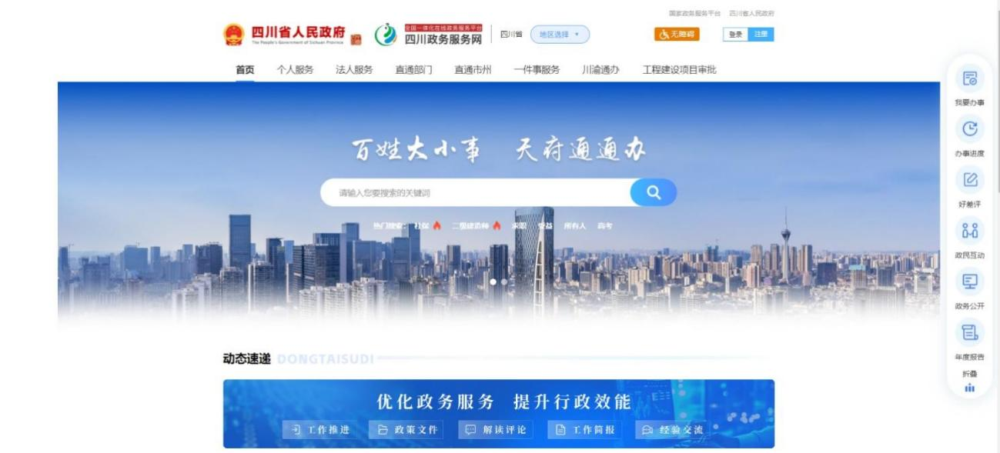 国家政务服务平台 四川省人民政府
四川省人民政府
The People's Government of Sichuan Province
全国一体化在线政务服务平台
四川政务服务网
四川省
地区选择
无障碍
登录
注册
首页 个人服务 法人服务 直通部门 直通市州 一件事服务 川渝通办 工程建设项目审批
百姓大小事 天府通通办
请输入您要搜索的关键词
热门搜索: 社保 二级建造师 求职 受益 所有人 高考
我要办事
办事进度
好差评
政民互动
政务公开
年度报告
折叠
动态速递 DONGTAISUDI
优化政务服务 提升行政效能
工作推进 政策文件 解读评论 工作简报 经验交流